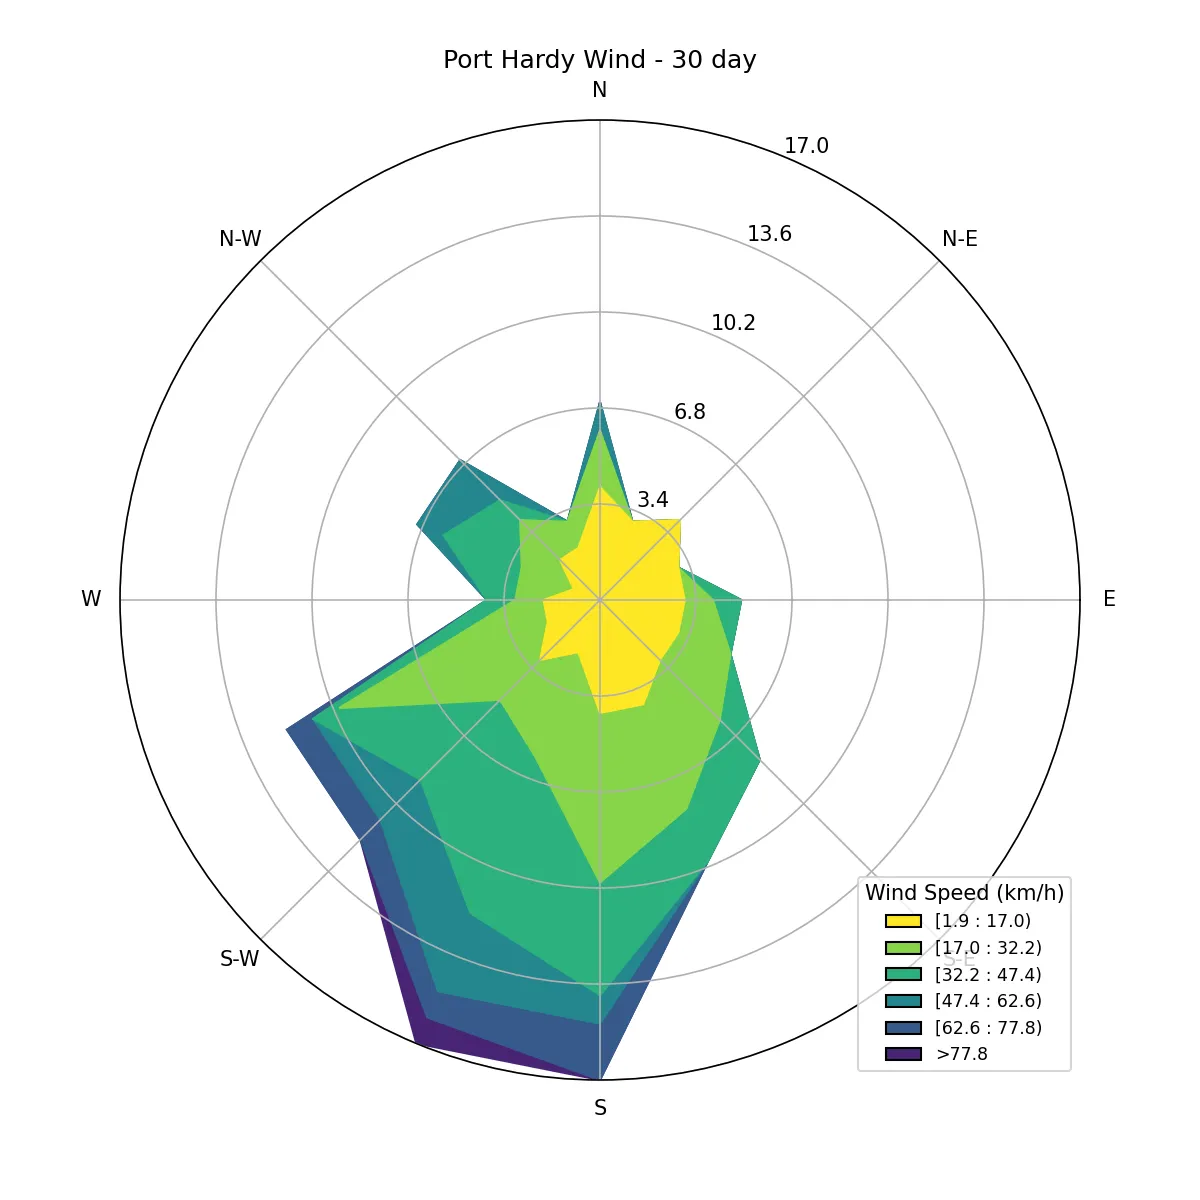 Port Hardy Wind - 30 day
N
17.0
N-W
13.6
N-E
10.2
6.8
3.4
W
E
Wind Speed (km/h)
[1.9 : 17.0)
[17.0 : 32.2)
S-W
S-E
[32.2 : 47.4)
[47.4 : 62.6)
[62.6 : 77.8)
>77.8
S